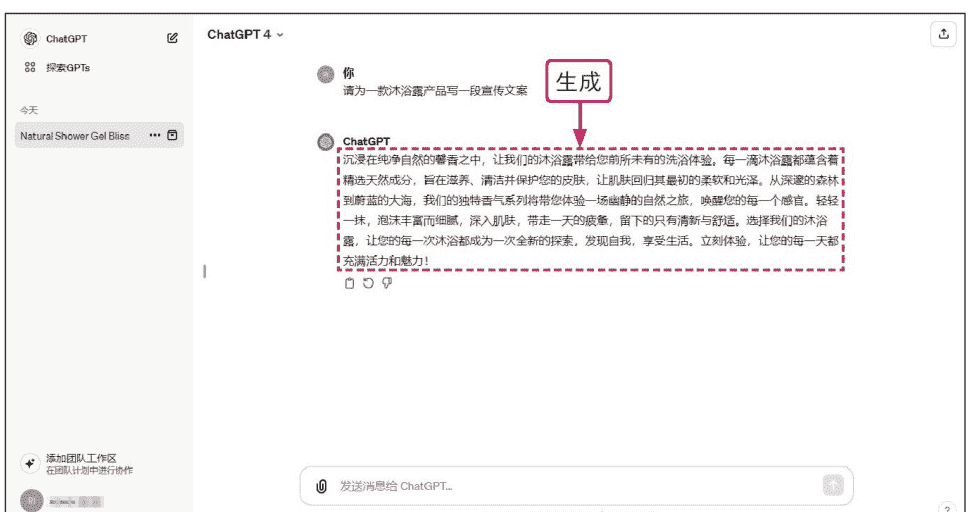 ChatGPT
探索GPTs
今天
Natural Shower Gel Bliss
添加团队工作区
在团队计划中进行协作
ChatGPT 4
你
请为一款沐浴露产品写一段宣传文案
生成
ChatGPT
沉浸在纯净自然的馨香之中，让我们的沐浴露带给您前所未有的洗浴体验。每一滴沐浴露都蕴含着
精选天然成分，旨在滋养、清洁并保护您的皮肤，让肌肤回归其最初的柔软和光泽。从深邃的森林
到蔚蓝的大海，我们的独特香气系列将带您体验一场幽静的自然之旅，唤醒您的每一个感官。轻轻
一抹，泡沫丰富而细腻，深入肌肤，带走一天的疲惫，留下的只有清新与舒适。选择我们的沐浴
露，让您的每一次沐浴都成为一次全新的探索，发现自我，享受生活。立刻体验，让您的每一天都
充满活力和魅力！
发送消息给 ChatGPT...
?